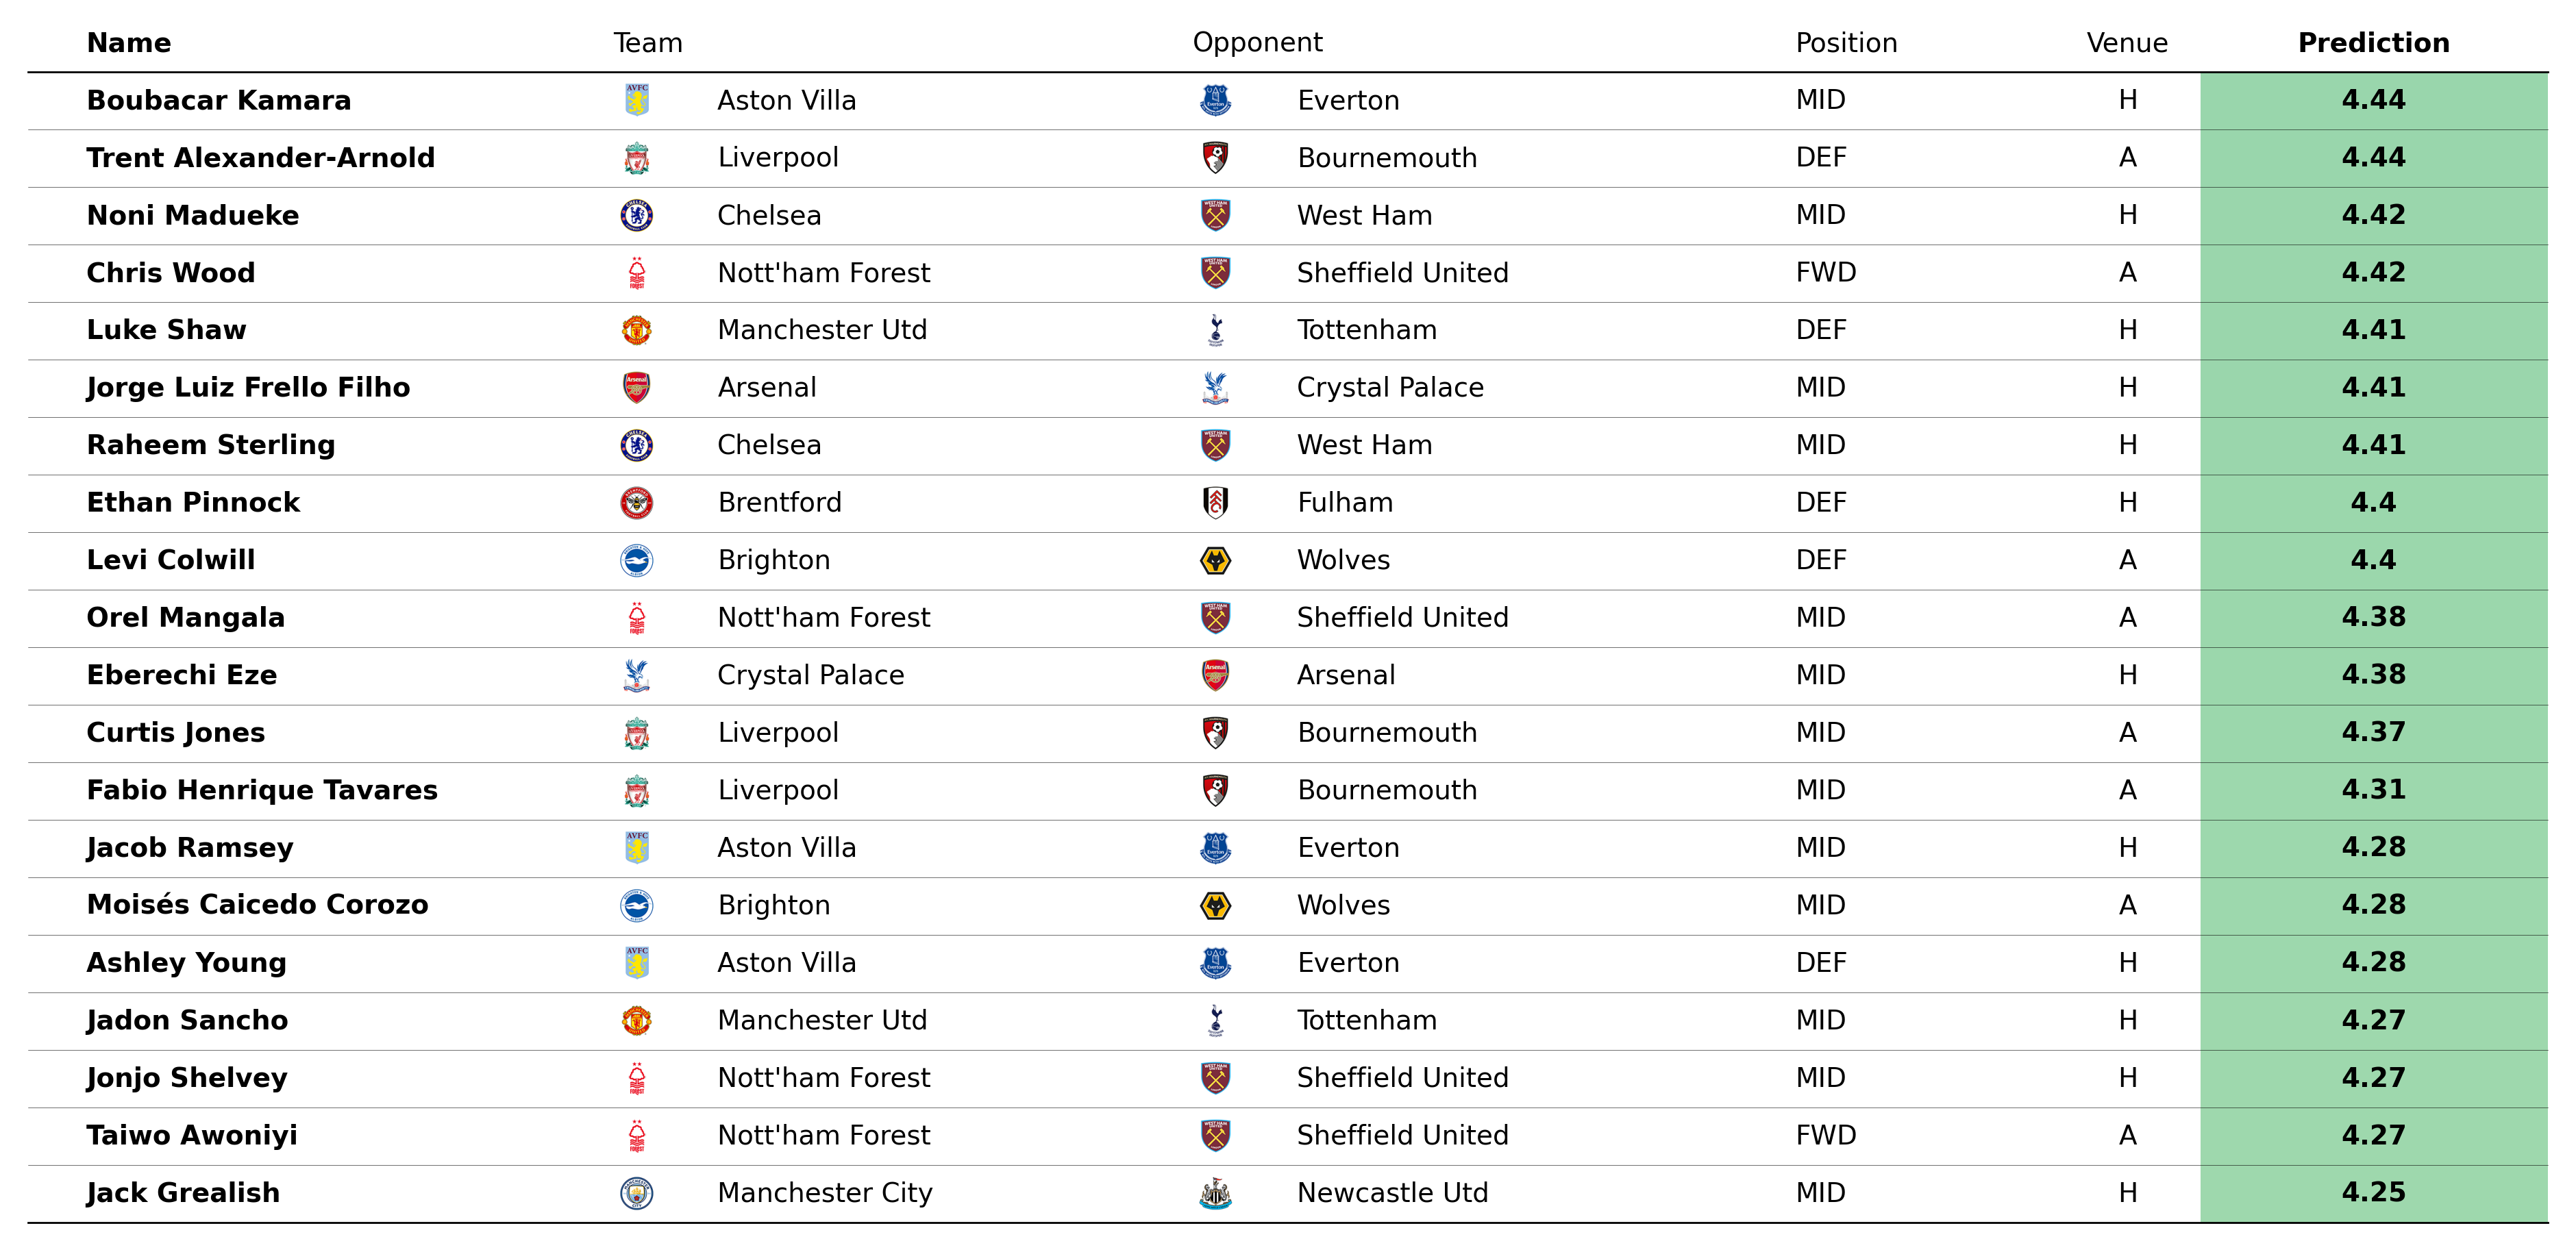 Name Team Opponent Position Venue Prediction
Boubacar Kamara Aston Villa Everton MID H 4.44
Trent Alexander-Arnold Liverpool Bournemouth DEF A 4.44
Noni Madueke Chelsea West Ham MID H 4.42
Chris Wood Nott'ham Forest Sheffield United FWD A 4.42
Luke Shaw Manchester Utd Tottenham DEF H 4.41
Jorge Luiz Frello Filho Arsenal Crystal Palace MID H 4.41
Raheem Sterling Chelsea West Ham MID H 4.41
Ethan Pinnock Brentford Fulham DEF H 4.4
Levi Colwill Brighton Wolves DEF A 4.4
Orel Mangala Nott'ham Forest Sheffield United MID A 4.38
Eberechi Eze Crystal Palace Arsenal MID H 4.38
Curtis Jones Liverpool Bournemouth MID A 4.37
Fabio Henrique Tavares Liverpool Bournemouth MID A 4.31
Jacob Ramsey Aston Villa Everton MID H 4.28
Moisés Caicedo Corozo Brighton Wolves MID A 4.28
Ashley Young Aston Villa Everton DEF H 4.28
Jadon Sancho Manchester Utd Tottenham MID H 4.27
Jonjo Shelvey Nott'ham Forest Sheffield United MID H 4.27
Taiwo Awoniyi Nott'ham Forest Sheffield United FWD A 4.27
Jack Grealish Manchester City Newcastle Utd MID H 4.25